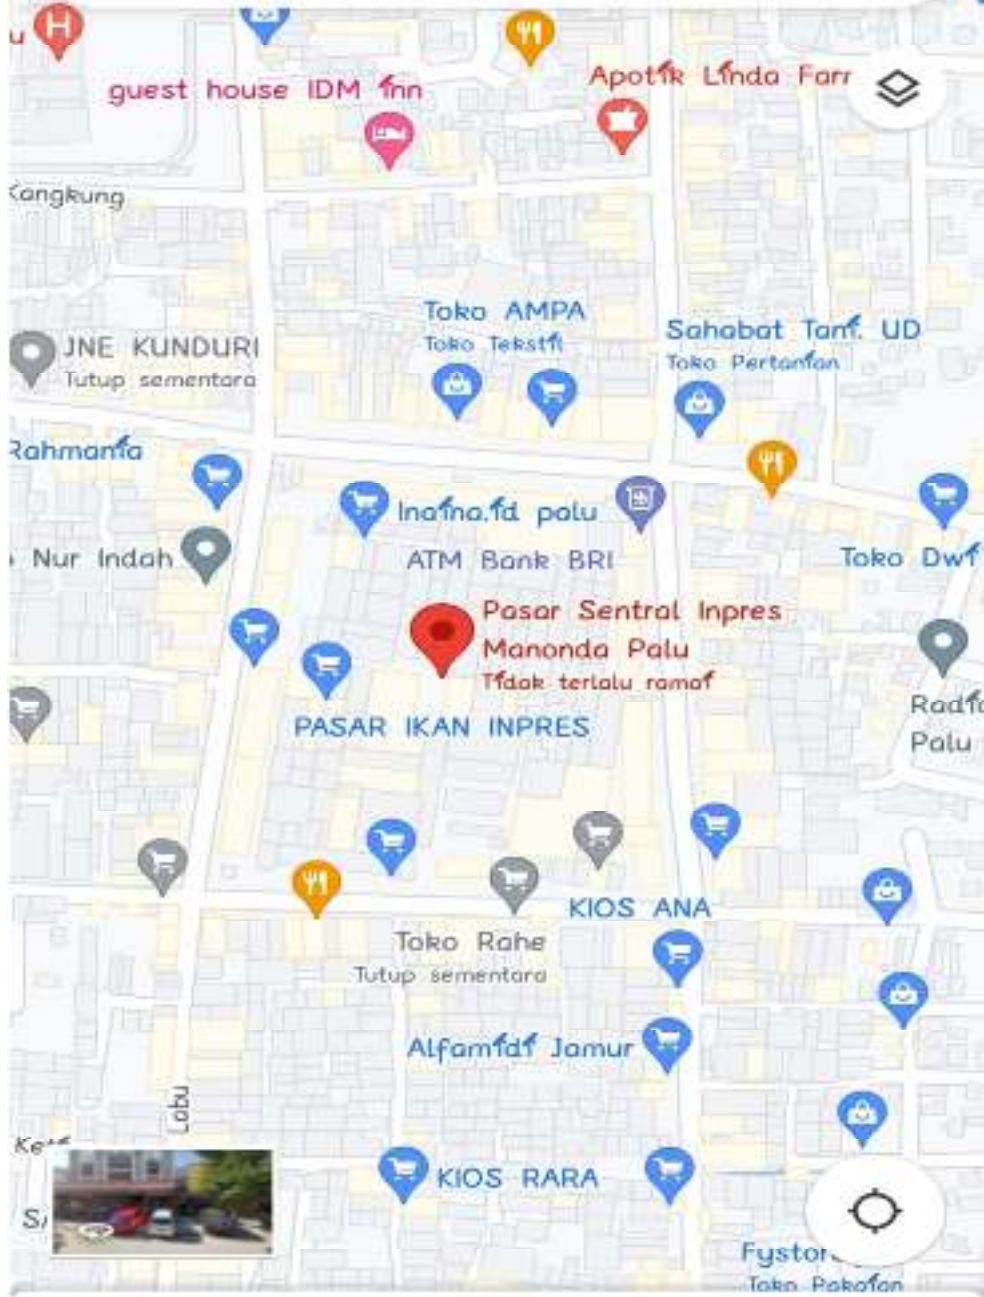 u
H
guest house IDM Inn
Apotik Linda Farr
Kangkung
Toko AMPA
Toko Tekstil
Sahabat Tani. UD
Toko Pertanian
JNE KUNDURI
Tutup sementara
Rahmania
Inaina.id palu
Nur Indah
ATM Bank BRI
Toko Dwi
Pasar Sentral Inpres
Manonda Palu
Tidak terlalu ramai
PASAR IKAN INPRES
Radio
Palu
KIOS ANA
Toko Rahe
Tutup sementara
Alfamidi Jamur
Labu
KIOS RARA
Fystor
Toko Pakaian